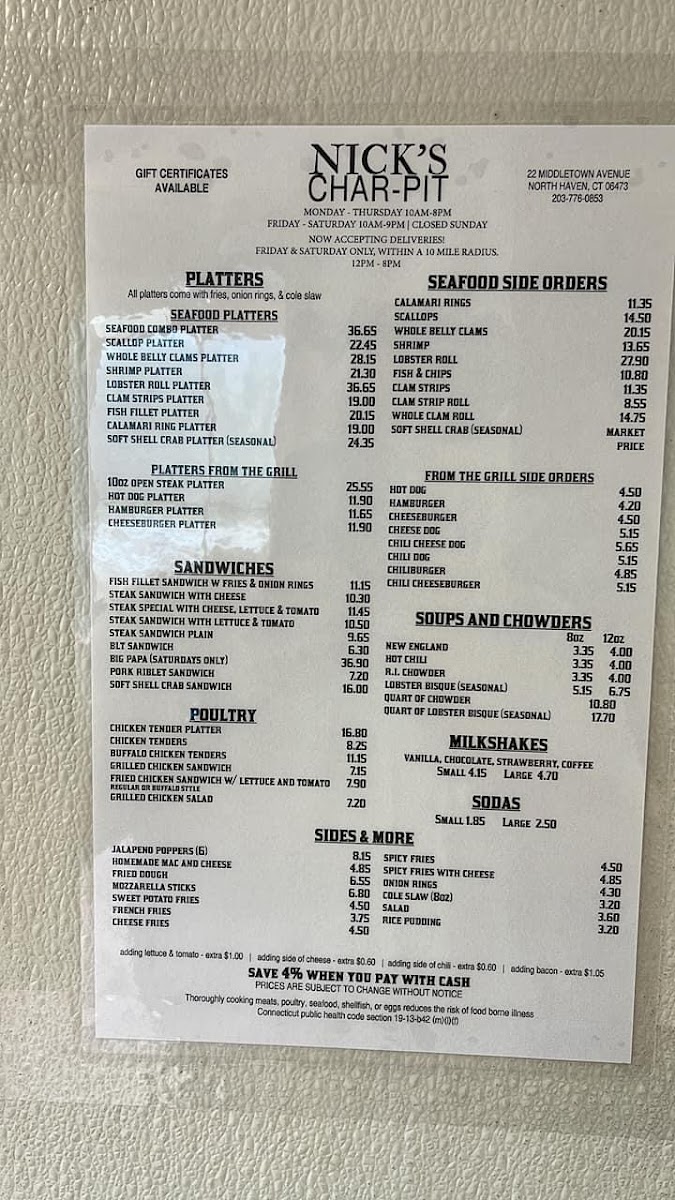 GIFT CERTIFICATES
AVAILABLE
NICK'S
CHAR-PIT
MONDAY - THURSDAY 10AM-8PM
FRIDAY - SATURDAY 10AM-9PM | CLOSED SUNDAY
NOW ACCEPTING DELIVERIES!
FRIDAY & SATURDAY ONLY, WITHIN A 10 MILE RADIUS.
12PM - 8PM
22 MIDDLETOWN AVENUE
NORTH HAVEN, CT 06473
203-776-0853
PLATTERS
All platters come with fries, onion rings, & cole slaw
SEAFOOD PLATTERS
SEAFOOD COMBO PLATTER 36.65
SCALLOP PLATTER 22.45
WHOLE BELLY CLAMS PLATTER 28.15
SHRIMP PLATTER 21.30
LOBSTER ROLL PLATTER 36.65
CLAM STRIPS PLATTER 19.00
FISH FILLET PLATTER 20.15
CALAMARI RING PLATTER 19.00
SOFT SHELL CRAB PLATTER (SEASONAL) 24.35
PLATTERS FROM THE GRILL
10OZ OPEN STEAK PLATTER 25.55
HOT DOG PLATTER 11.90
HAMBURGER PLATTER 11.65
CHEESEBURGER PLATTER 11.90
SANDWICHES
FISH FILLET SANDWICH W FRIES & ONION RINGS 11.15
STEAK SANDWICH WITH CHEESE 10.30
STEAK SPECIAL WITH CHEESE, LETTUCE & TOMATO 11.45
STEAK SANDWICH WITH LETTUCE & TOMATO 10.50
STEAK SANDWICH PLAIN 9.65
BLT SANDWICH 6.30
BIG PAPA (SATURDAYS ONLY) 36.90
PORK RIBLET SANDWICH 7.20
SOFT SHELL CRAB SANDWICH 16.00
POULTRY
CHICKEN TENDER PLATTER 16.80
CHICKEN TENDERS 8.25
BUFFALO CHICKEN TENDERS 11.15
GRILLED CHICKEN SANDWICH 7.15
FRIED CHICKEN SANDWICH W/ LETTUCE AND TOMATO 7.90
REGULAR OR BUFFALO STYLE
GRILLED CHICKEN SALAD 7.20
SEAFOOD SIDE ORDERS
CALAMARI RINGS 11.35
SCALLOPS 14.50
WHOLE BELLY CLAMS 20.15
SHRIMP 13.65
LOBSTER ROLL 27.90
FISH & CHIPS 10.80
CLAM STRIPS 11.35
CLAM STRIP ROLL 8.55
WHOLE CLAM ROLL 14.75
SOFT SHELL CRAB (SEASONAL) MARKET
PRICE
FROM THE GRILL SIDE ORDERS
HOT DOG 4.50
HAMBURGER 4.20
CHEESEBURGER 4.50
CHEESE DOG 5.15
CHILI CHEESE DOG 5.65
CHILI DOG 5.15
CHILIBURGER 4.85
CHILI CHEESEBURGER 5.15
SOUPS AND CHOWDERS
8OZ 12OZ
NEW ENGLAND 3.35 4.00
HOT CHILI 3.35 4.00
R.I. CHOWDER 3.35 4.00
LOBSTER BISQUE (SEASONAL) 5.15 6.75
QUART OF CHOWDER 10.80
QUART OF LOBSTER BISQUE (SEASONAL) 17.70
MILKSHAKES
VANILLA, CHOCOLATE, STRAWBERRY, COFFEE
SMALL 4.15 LARGE 4.70
SODAS
SMALL 1.85 LARGE 2.50
SIDES & MORE
JALAPENO POPPERS (6) 8.15
HOMEMADE MAC AND CHEESE 4.85
FRIED DOUGH 6.55
MOZZARELLA STICKS 6.80
SWEET POTATO FRIES 4.50
FRENCH FRIES 3.75
CHEESE FRIES 4.50
SPICY FRIES 4.50
SPICY FRIES WITH CHEESE 4.85
ONION RINGS 4.30
COLE SLAW (8OZ) 3.20
SALAD 3.60
RICE PUDDING 3.20
adding lettuce & tomato - extra $1.00 | adding side of cheese - extra $0.60 | adding side of chili - extra $0.60 | adding bacon - extra $1.05
SAVE 4% WHEN YOU PAY WITH CASH
PRICES ARE SUBJECT TO CHANGE WITHOUT NOTICE
Thoroughly cooking meats, poultry, seafood, shellfish, or eggs reduces the risk of food borne illness
Connecticut public health code section 19-13-b42 (m)(l)(f)